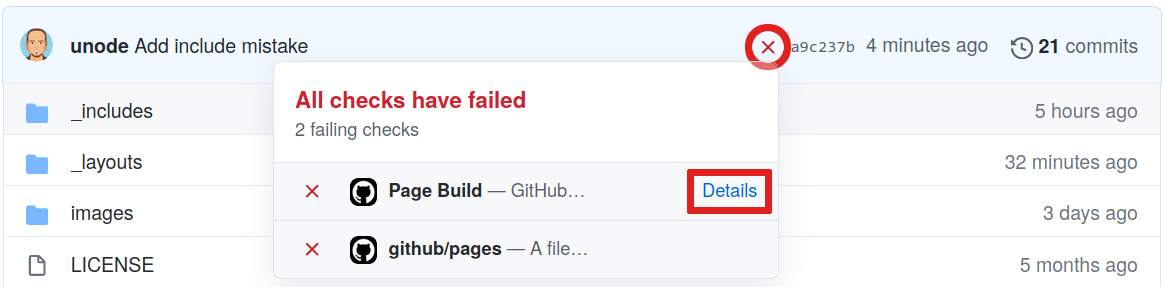 unode Add include mistake a9c237b 4 minutes ago 21 commits
All checks have failed
2 failing checks
_includes 5 hours ago
_layouts 32 minutes ago
Page Build — GitHub… Details
images 3 days ago
github/pages — A file…
LICENSE 5 months ago